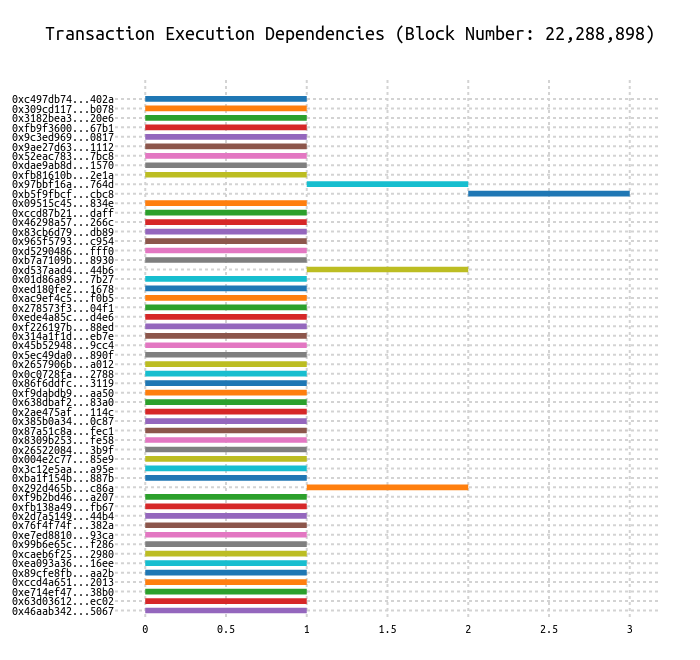 Transaction Execution Dependencies (Block Number: 22,288,898)
0xc497db74...402a
0x309cd117...b078
0x3182bea3...20e6
0xfb9f3600...67b1
0x9c3ed969...0817
0x9ae27d63...1112
0x52eac783...7bc8
0xdae9ab8d...1570
0xfb81610b...2e1a
0x97bbf16a...764d
0xb5f9fbcf...cbc8
0x09515c45...834e
0xccd87b21...daff
0x46298a57...266c
0x83cb6d79...db89
0x965f5793...c954
0xd5290486...fff0
0xb7a7109b...8930
0xd537aad4...44b6
0x01d86a89...7b27
0xed180fe2...1678
0xac9ef4c5...f0b5
0x278573f3...04f1
0xede4a85c...d4e6
0xf226197b...88ed
0x314a1f1d...eb7e
0x45b52948...9cc4
0x5ec49da0...890f
0x2657906b...a012
0x0c0728fa...2788
0x86f6ddfc...3119
0xf9dabdb9...aa50
0x638dbaf2...83a0
0x2ae475af...114c
0x385b0a34...0c87
0x87a51c8a...fec1
0x8309b253...fe58
0x26522084...3b9f
0x004e2c77...85e9
0x3c12e5aa...a95e
0xba1f154b...887b
0x292d465b...c86a
0xf9b2bd46...a207
0xfb138a49...fb67
0x2d7a5149...44b4
0x76f4f74f...382a
0xe7ed8810...93ca
0x99b6e65c...f286
0xcaeb6f25...2980
0xea093a36...16ee
0x89cfe8fb...aa2b
0xccd4a651...2013
0xe714ef47...38b0
0x63d03612...ec02
0x46aab342...5067
0 0.5 1 1.5 2 2.5 3